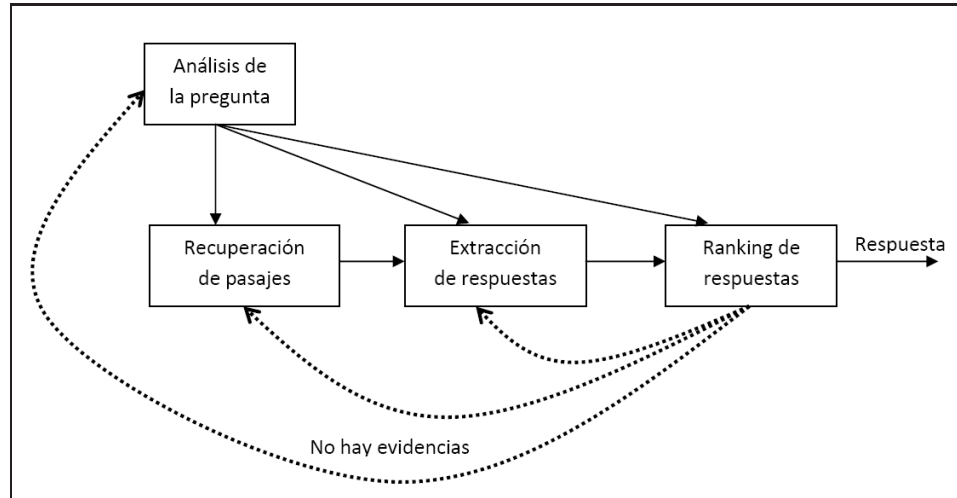 Análisis de
la pregunta
Recuperación
de pasajes
Extracción
de respuestas
Ranking de
respuestas
Respuesta
No hay evidencias